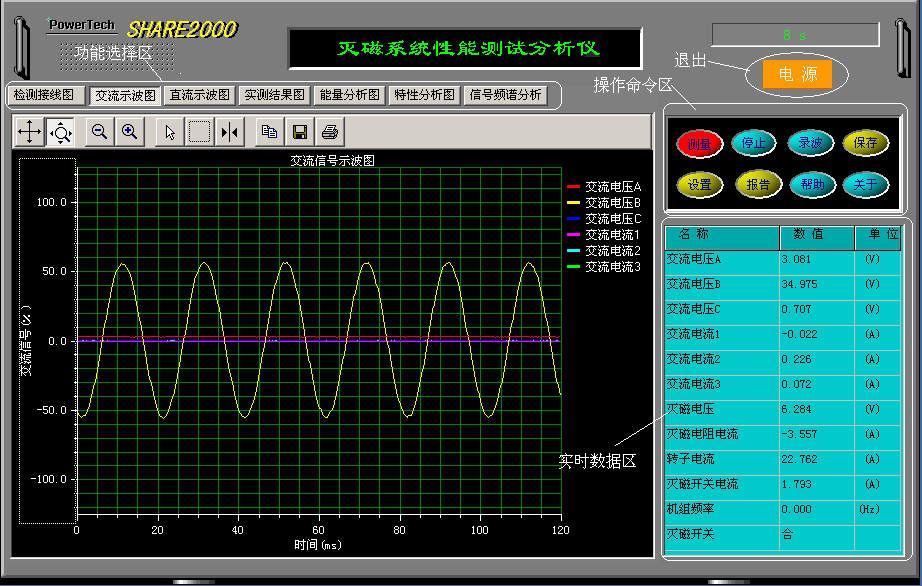 PowerTech SHARE2000
功能选择区
灭磁系统性能测试分析仪
8 s
退出
电 源
操作命令区
检测接线图 交流示波图 直流示波图 实测结果图 能量分析图 特性分析图 信号频谱分析
测量 停止 录波 保存
设置 报告 帮助 关于
交流信号示波图
交流信号(%)
100.0
50.0
0.0
-50.0
-100.0
0 20 40 60 80 100 120
时间(ms)
交流电压A
交流电压B
交流电压C
交流电流1
交流电流2
交流电流3
实时数据区
名 称 数 值 单 位
交流电压A 3.081 (V)
交流电压B 34.975 (V)
交流电压C 0.707 (V)
交流电流1 -0.022 (A)
交流电流2 0.226 (A)
交流电流3 0.072 (A)
灭磁电压 6.284 (V)
灭磁电阻电流 -3.557 (A)
转子电流 22.762 (A)
灭磁开关电流 1.793 (A)
机组频率 0.000 (Hz)
灭磁开关 合